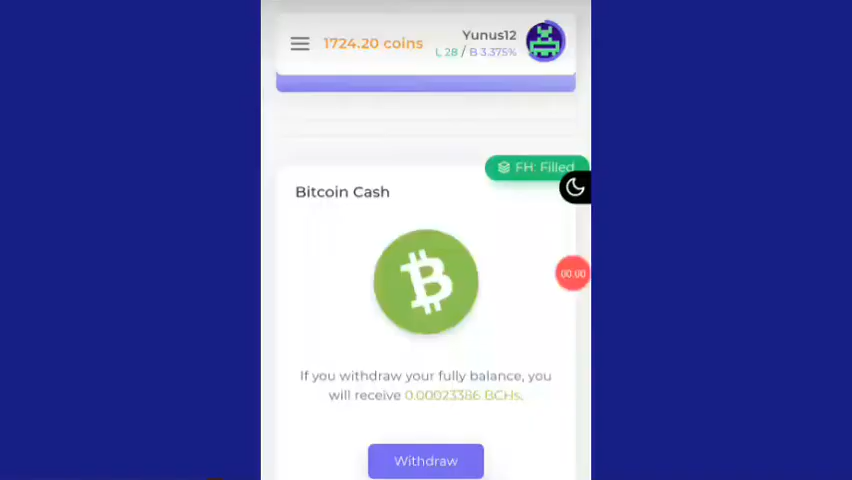 1724.20 coins
Yunus12
L 28 / B 3.375%
FH: Filled
Bitcoin Cash
00:00
If you withdraw your fully balance, you
will receive 0.00023386 BCHs.
Withdraw